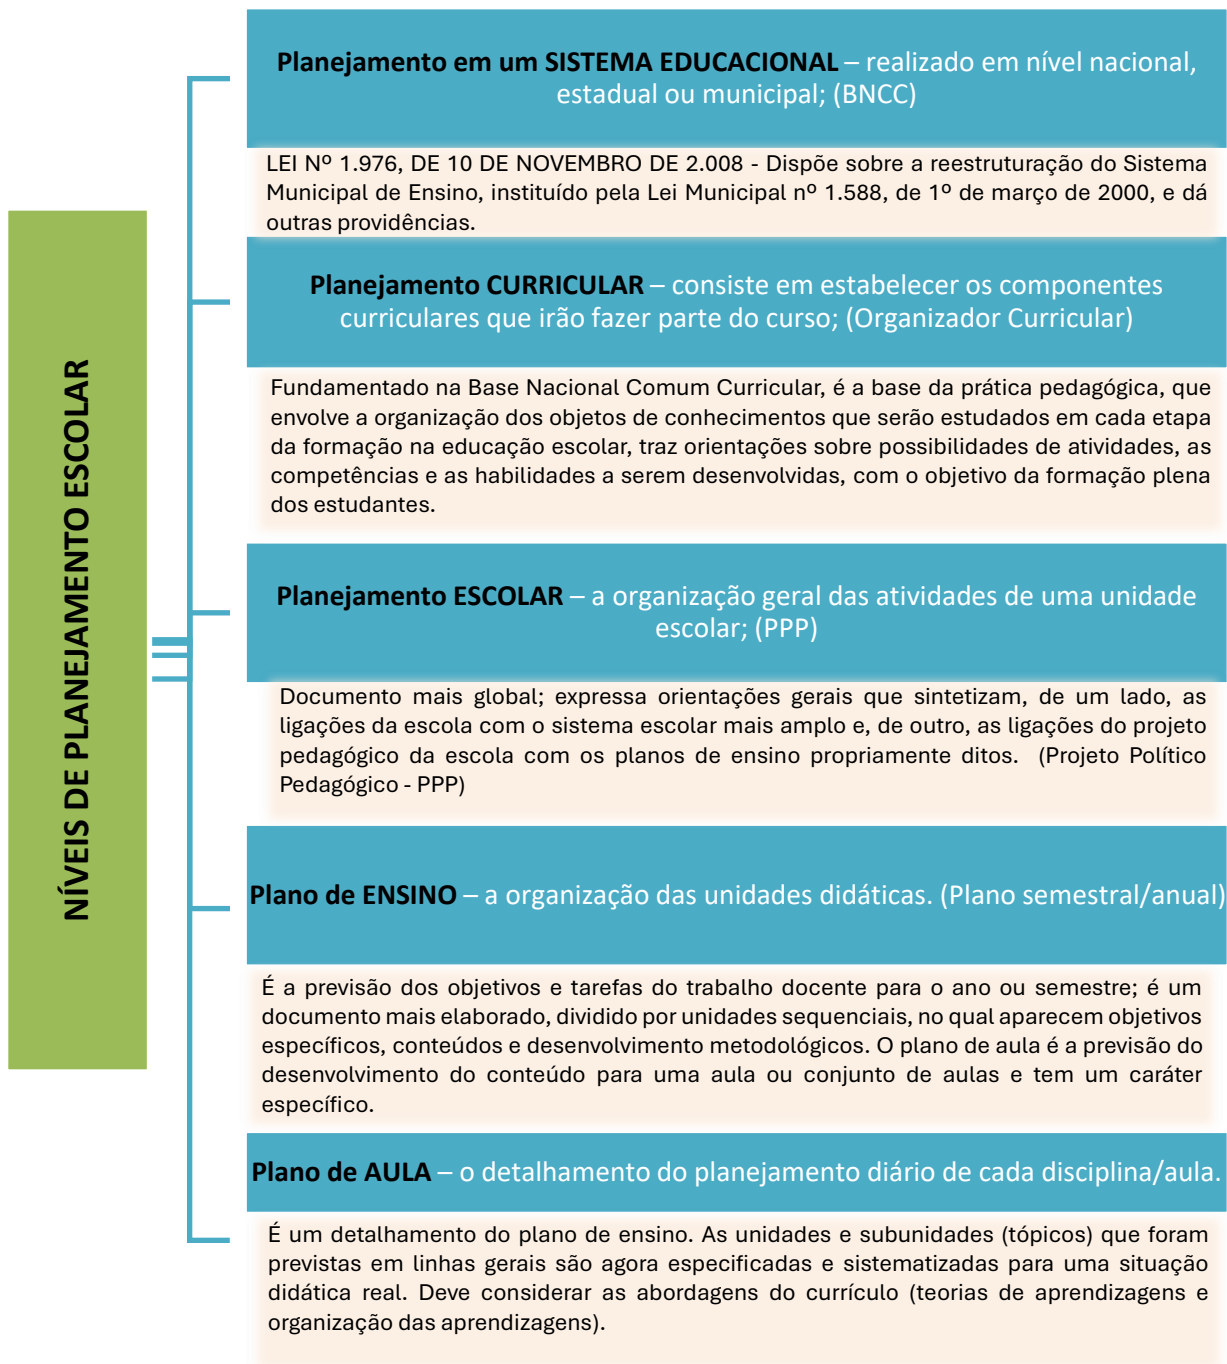 NÍVEIS DE PLANEJAMENTO ESCOLAR
Planejamento em um SISTEMA EDUCACIONAL – realizado em nível nacional,
estadual ou municipal; (BNCC)
LEI Nº 1.976, DE 10 DE NOVEMBRO DE 2.008 - Dispõe sobre a reestruturação do Sistema
Municipal de Ensino, instituído pela Lei Municipal nº 1.588, de 1º de março de 2000, e dá
outras providências.
Planejamento CURRICULAR – consiste em estabelecer os componentes
curriculares que irão fazer parte do curso; (Organizador Curricular)
Fundamentado na Base Nacional Comum Curricular, é a base da prática pedagógica, que
envolve a organização dos objetos de conhecimentos que serão estudados em cada etapa
da formação na educação escolar, traz orientações sobre possibilidades de atividades, as
competências e as habilidades a serem desenvolvidas, com o objetivo da formação plena
dos estudantes.
Planejamento ESCOLAR – a organização geral das atividades de uma unidade
escolar; (PPP)
Documento mais global; expressa orientações gerais que sintetizam, de um lado, as
ligações da escola com o sistema escolar mais amplo e, de outro, as ligações do projeto
pedagógico da escola com os planos de ensino propriamente ditos. (Projeto Político
Pedagógico - PPP)
Plano de ENSINO – a organização das unidades didáticas. (Plano semestral/anual)
É a previsão dos objetivos e tarefas do trabalho docente para o ano ou semestre; é um
documento mais elaborado, dividido por unidades sequenciais, no qual aparecem objetivos
específicos, conteúdos e desenvolvimento metodológicos. O plano de aula é a previsão do
desenvolvimento do conteúdo para uma aula ou conjunto de aulas e tem um caráter
específico.
Plano de AULA – o detalhamento do planejamento diário de cada disciplina/aula.
É um detalhamento do plano de ensino. As unidades e subunidades (tópicos) que foram
previstas em linhas gerais são agora especificadas e sistematizadas para uma situação
didática real. Deve considerar as abordagens do currículo (teorias de aprendizagens e
organização das aprendizagens).